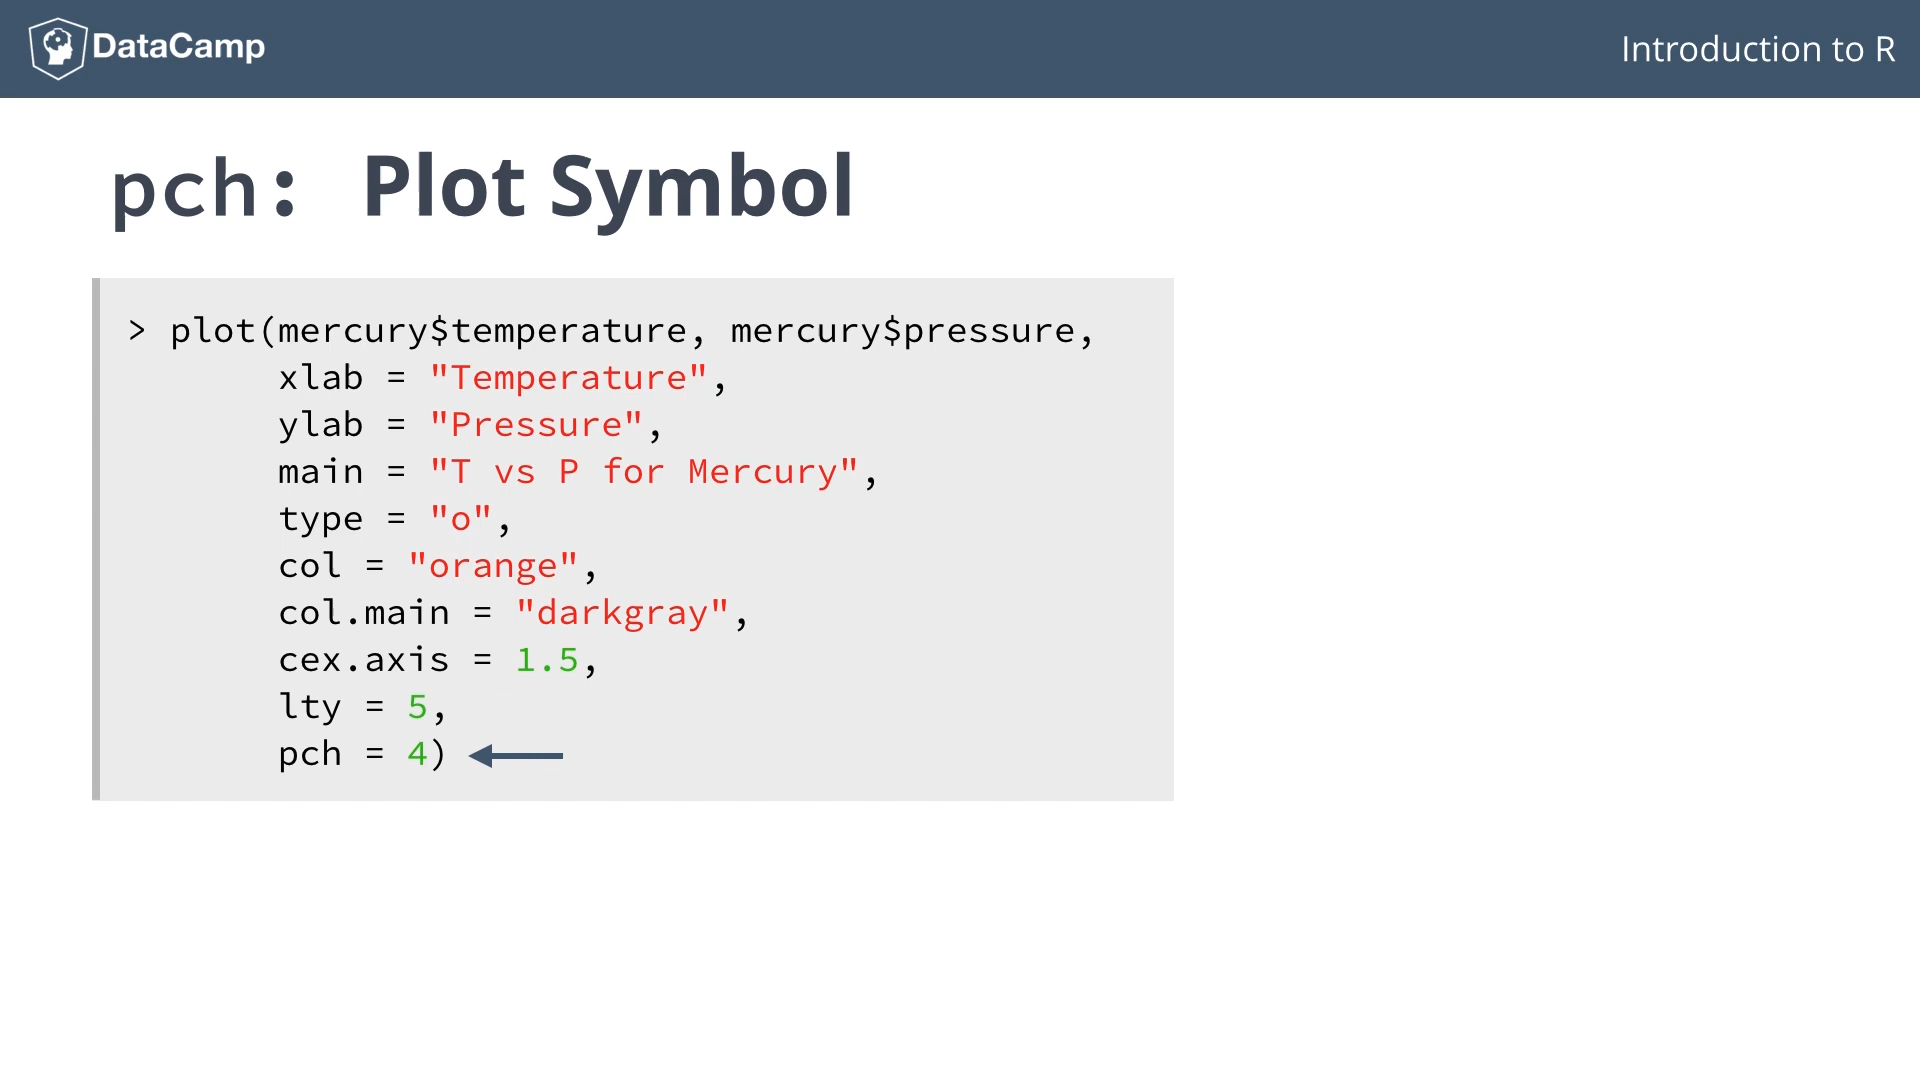 DataCamp
Introduction to R
pch: Plot Symbol
> plot(mercury$temperature, mercury$pressure,
xlab = "Temperature",
ylab = "Pressure",
main = "T vs P for Mercury",
type = "o",
col = "orange",
col.main = "darkgray",
cex.axis = 1.5,
lty = 5,
pch = 4)